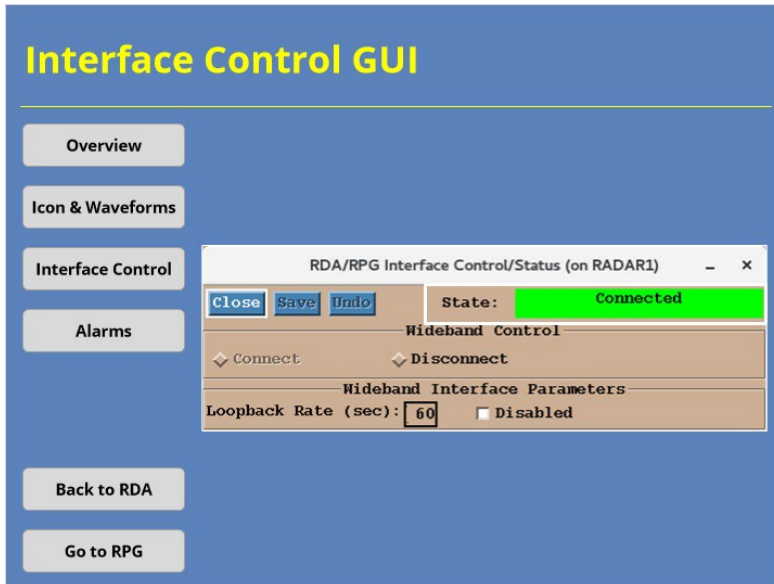 Interface Control GUI
Overview
Icon & Waveforms
Interface Control
Alarms
Back to RDA
Go to RPG
RDA/RPG Interface Control/Status (on RADAR1)
Close Save Undo State: Connected
Wideband Control
Connect Disconnect
Wideband Interface Parameters
Loopback Rate (sec): 60 Disabled